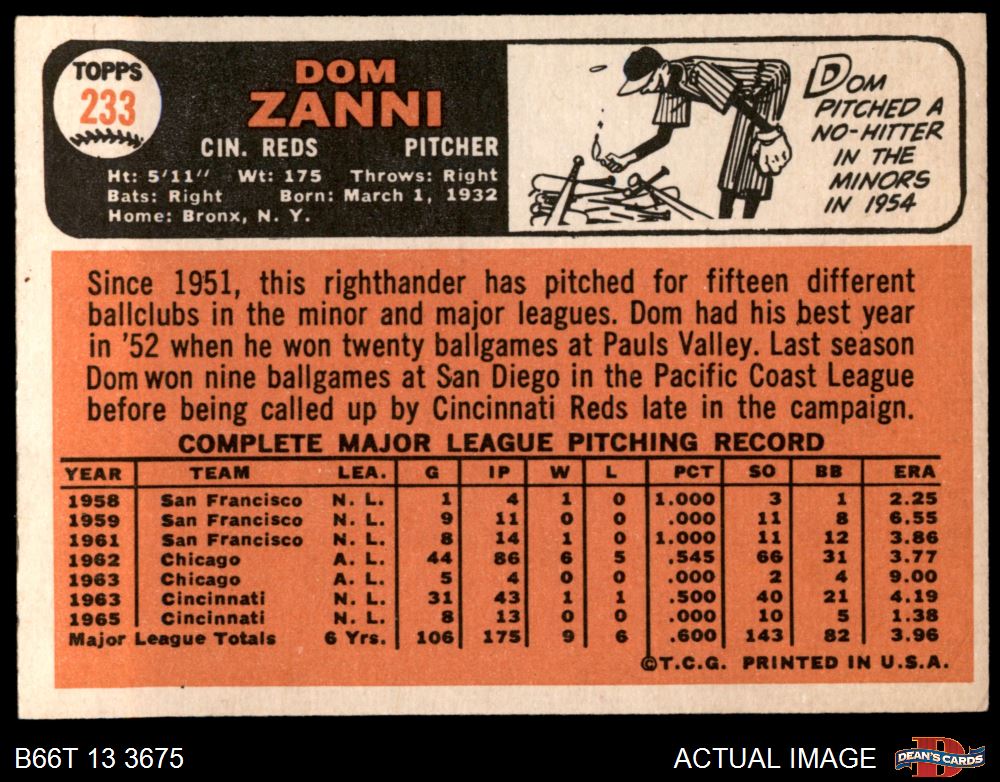 TOPPS
233
DOM
ZANNI
CIN. REDS PITCHER
Ht: 5'11" Wt: 175 Throws: Right
Bats: Right Born: March 1, 1932
Home: Bronx, N. Y.
DOM
PITCHED A
NO-HITTER
IN THE
MINORS
IN 1954
Since 1951, this righthander has pitched for fifteen different
ballclubs in the minor and major leagues. Dom had his best year
in '52 when he won twenty ballgames at Pauls Valley. Last season
Dom won nine ballgames at San Diego in the Pacific Coast League
before being called up by Cincinnati Reds late in the campaign.
COMPLETE MAJOR LEAGUE PITCHING RECORD
YEAR TEAM LEA. G IP W L PCT SO BB ERA
1958 San Francisco N. L. 1 4 1 0 1.000 3 1 2.25
1959 San Francisco N. L. 9 11 0 0 .000 11 8 6.55
1961 San Francisco N. L. 8 14 1 0 1.000 11 12 3.86
1962 Chicago A. L. 44 86 6 5 .545 66 31 3.77
1963 Chicago A. L. 5 4 0 0 .000 2 4 9.00
1963 Cincinnati N. L. 31 43 1 1 .500 40 21 4.19
1965 Cincinnati N. L. 8 13 0 0 .000 10 5 1.38
Major League Totals 6 Yrs. 106 175 9 6 .600 143 82 3.96
©T.C.G. PRINTED IN U.S.A.
B66T 13 3675 ACTUAL IMAGE D DEAN'S CARDS